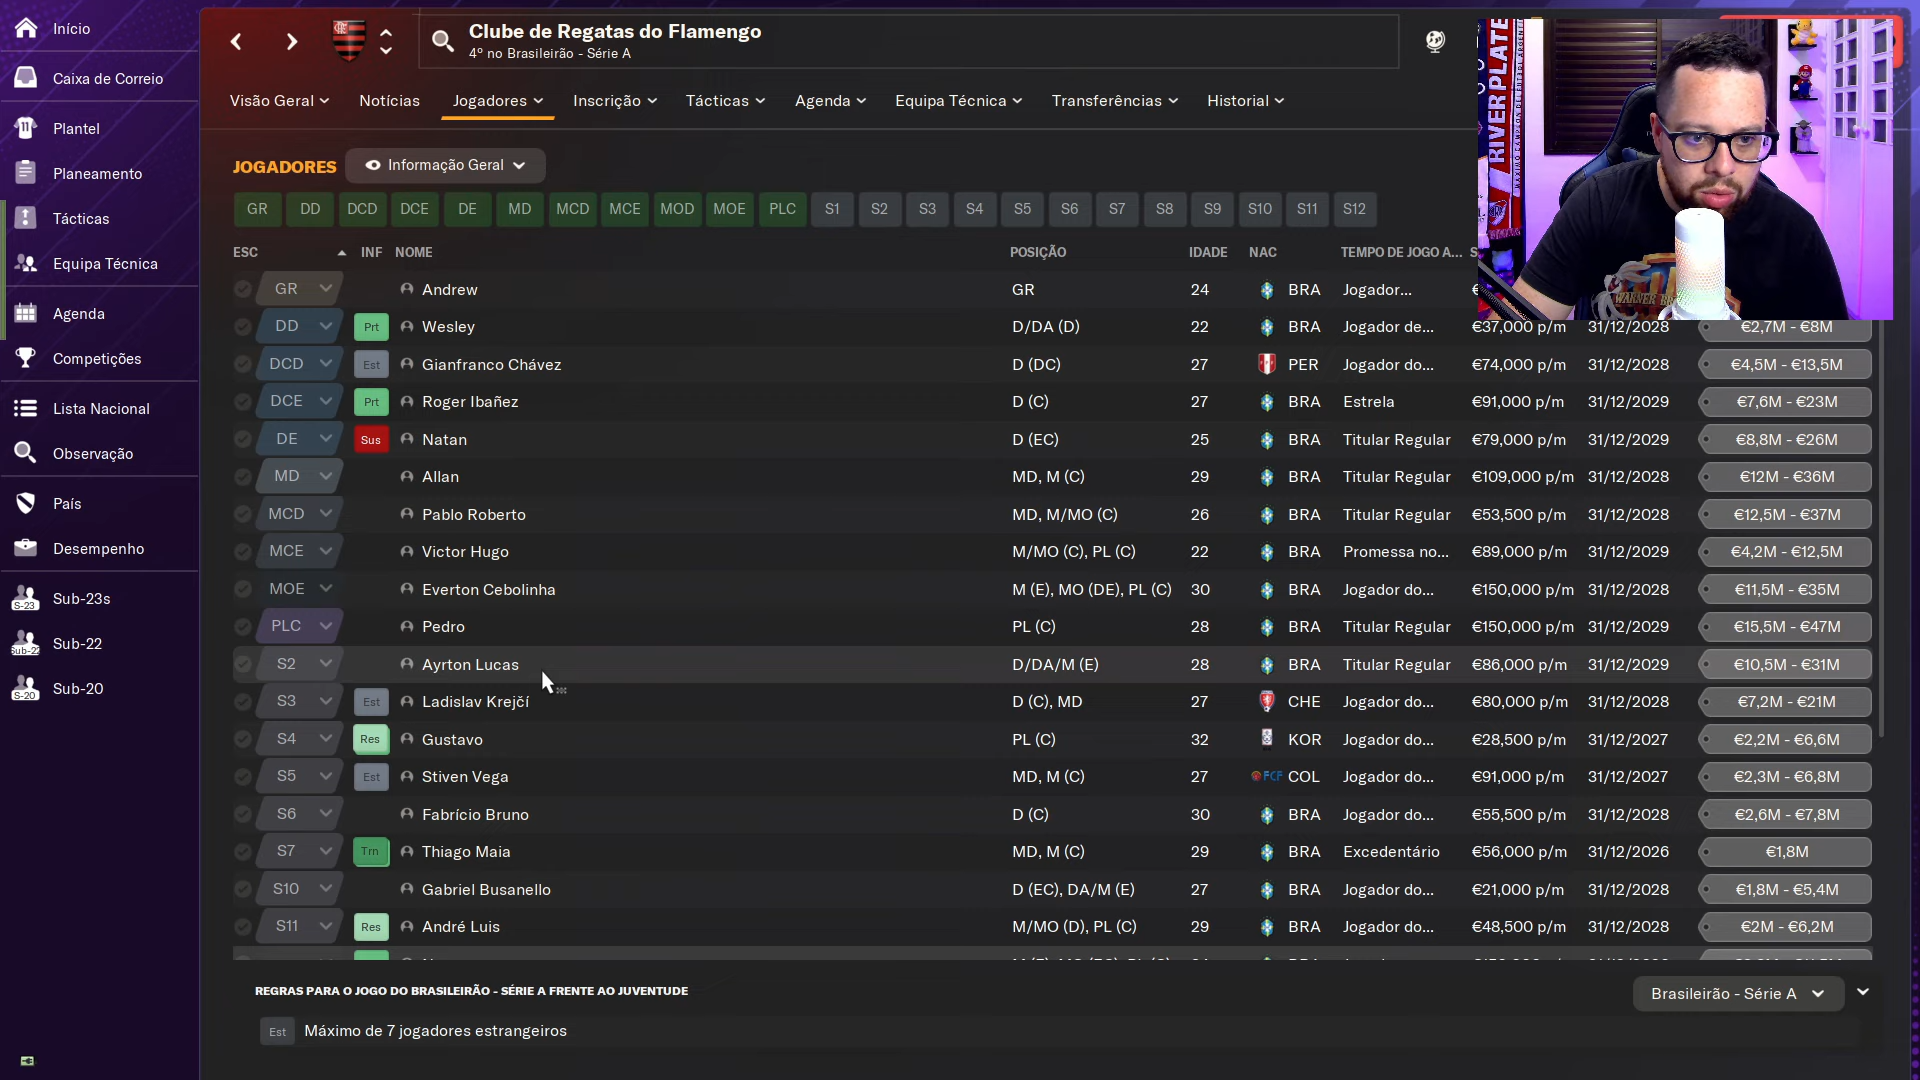 Início
Caixa de Correio
Plantel
Planeamento
Tácticas
Equipa Técnica
Agenda
Competições
Lista Nacional
Observação
País
Desempenho
S-23 Sub-23s
Sub-22 Sub-22
S-20 Sub-20
Clube de Regatas do Flamengo
4º no Brasileirão - Série A
Visão Geral Notícias Jogadores Inscrição Tácticas Agenda Equipa Técnica Transferências Historial
JOGADORES Informação Geral
GR DD DCD DCE DE MD MCD MCE MOD MOE PLC S1 S2 S3 S4 S5 S6 S7 S8 S9 S10 S11 S12
ESC INF NOME POSIÇÃO IDADE NAC TEMPO DE JOGO A... S
GR Andrew GR 24 BRA Jogador... €
DD Prt Wesley D/DA (D) 22 BRA Jogador de... €37,000 p/m 31/12/2028 €2,7M - €8M
DCD Est Gianfranco Chávez D (DC) 27 PER Jogador do... €74,000 p/m 31/12/2028 €4,5M - €13,5M
DCE Prt Roger Ibañez D (C) 27 BRA Estrela €91,000 p/m 31/12/2029 €7,6M - €23M
DE Sus Natan D (EC) 25 BRA Titular Regular €79,000 p/m 31/12/2029 €8,8M - €26M
MD Allan MD, M (C) 29 BRA Titular Regular €109,000 p/m 31/12/2028 €12M - €36M
MCD Pablo Roberto MD, M/MO (C) 26 BRA Titular Regular €53,500 p/m 31/12/2028 €12,5M - €37M
MCE Victor Hugo M/MO (C), PL (C) 22 BRA Promessa no... €89,000 p/m 31/12/2029 €4,2M - €12,5M
MOE Everton Cebolinha M (E), MO (DE), PL (C) 30 BRA Jogador do... €150,000 p/m 31/12/2028 €11,5M - €35M
PLC Pedro PL (C) 28 BRA Titular Regular €150,000 p/m 31/12/2029 €15,5M - €47M
S2 Ayrton Lucas D/DA/M (E) 28 BRA Titular Regular €86,000 p/m 31/12/2029 €10,5M - €31M
S3 Est Ladislav Krejčí D (C), MD 27 CHE Jogador do... €80,000 p/m 31/12/2028 €7,2M - €21M
S4 Res Gustavo PL (C) 32 KOR Jogador do... €28,500 p/m 31/12/2027 €2,2M - €6,6M
S5 Est Stiven Vega MD, M (C) 27 FCF COL Jogador do... €91,000 p/m 31/12/2027 €2,3M - €6,8M
S6 Fabrício Bruno D (C) 30 BRA Jogador do... €55,500 p/m 31/12/2028 €2,6M - €7,8M
S7 Trn Thiago Maia MD, M (C) 29 BRA Excedentário €56,000 p/m 31/12/2026 €1,8M
S10 Gabriel Busanello D (EC), DA/M (E) 27 BRA Jogador do... €21,000 p/m 31/12/2028 €1,8M - €5,4M
S11 Res André Luis M/MO (D), PL (C) 29 BRA Jogador do... €48,500 p/m 31/12/2028 €2M - €6,2M
REGRAS PARA O JOGO DO BRASILEIRÃO - SÉRIE A FRENTE AO JUVENTUDE Brasileirão - Série A
Est Máximo de 7 jogadores estrangeiros
RIVER PLATE
WARNER BR